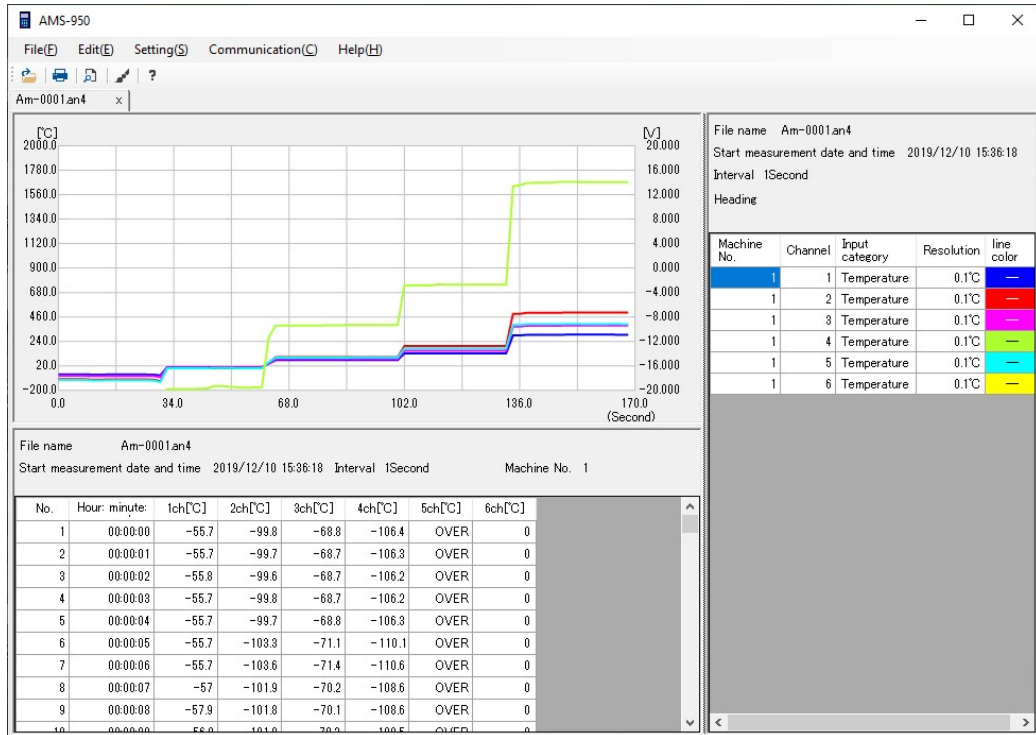 AMS-950
File(F) Edit(E) Setting(S) Communication(C) Help(H)
?
Am-0001.an4 x
[℃] [V]
2000.0 20.000
1780.0 16.000
1560.0 12.000
1340.0 8.000
1120.0 4.000
900.0 0.000
680.0 -4.000
460.0 -8.000
240.0 -12.000
20.0 -16.000
-200.0 -20.000
0.0 34.0 68.0 102.0 136.0 170.0
(Second)
File name Am-0001.an4
Start measurement date and time 2019/12/10 15:36:18
Interval 1Second
Heading
Machine No. Channel Input category Resolution line color
1 1 Temperature 0.1℃
1 2 Temperature 0.1℃
1 3 Temperature 0.1℃
1 4 Temperature 0.1℃
1 5 Temperature 0.1℃
1 6 Temperature 0.1℃
File name Am-0001.an4
Start measurement date and time 2019/12/10 15:36:18 Interval 1Second Machine No. 1
No. Hour: minute: 1ch[℃] 2ch[℃] 3ch[℃] 4ch[℃] 5ch[℃] 6ch[℃]
1 00:00:00 -55.7 -99.8 -68.8 -106.4 OVER 0
2 00:00:01 -55.7 -99.7 -68.7 -106.3 OVER 0
3 00:00:02 -55.8 -99.6 -68.7 -106.2 OVER 0
4 00:00:03 -55.7 -99.8 -68.7 -106.2 OVER 0
5 00:00:04 -55.7 -99.7 -68.8 -106.3 OVER 0
6 00:00:05 -55.7 -103.3 -71.1 -110.1 OVER 0
7 00:00:06 -55.7 -103.6 -71.4 -110.6 OVER 0
8 00:00:07 -57 -101.9 -70.2 -108.6 OVER 0
9 00:00:08 -57.9 -101.8 -70.1 -108.6 OVER 0